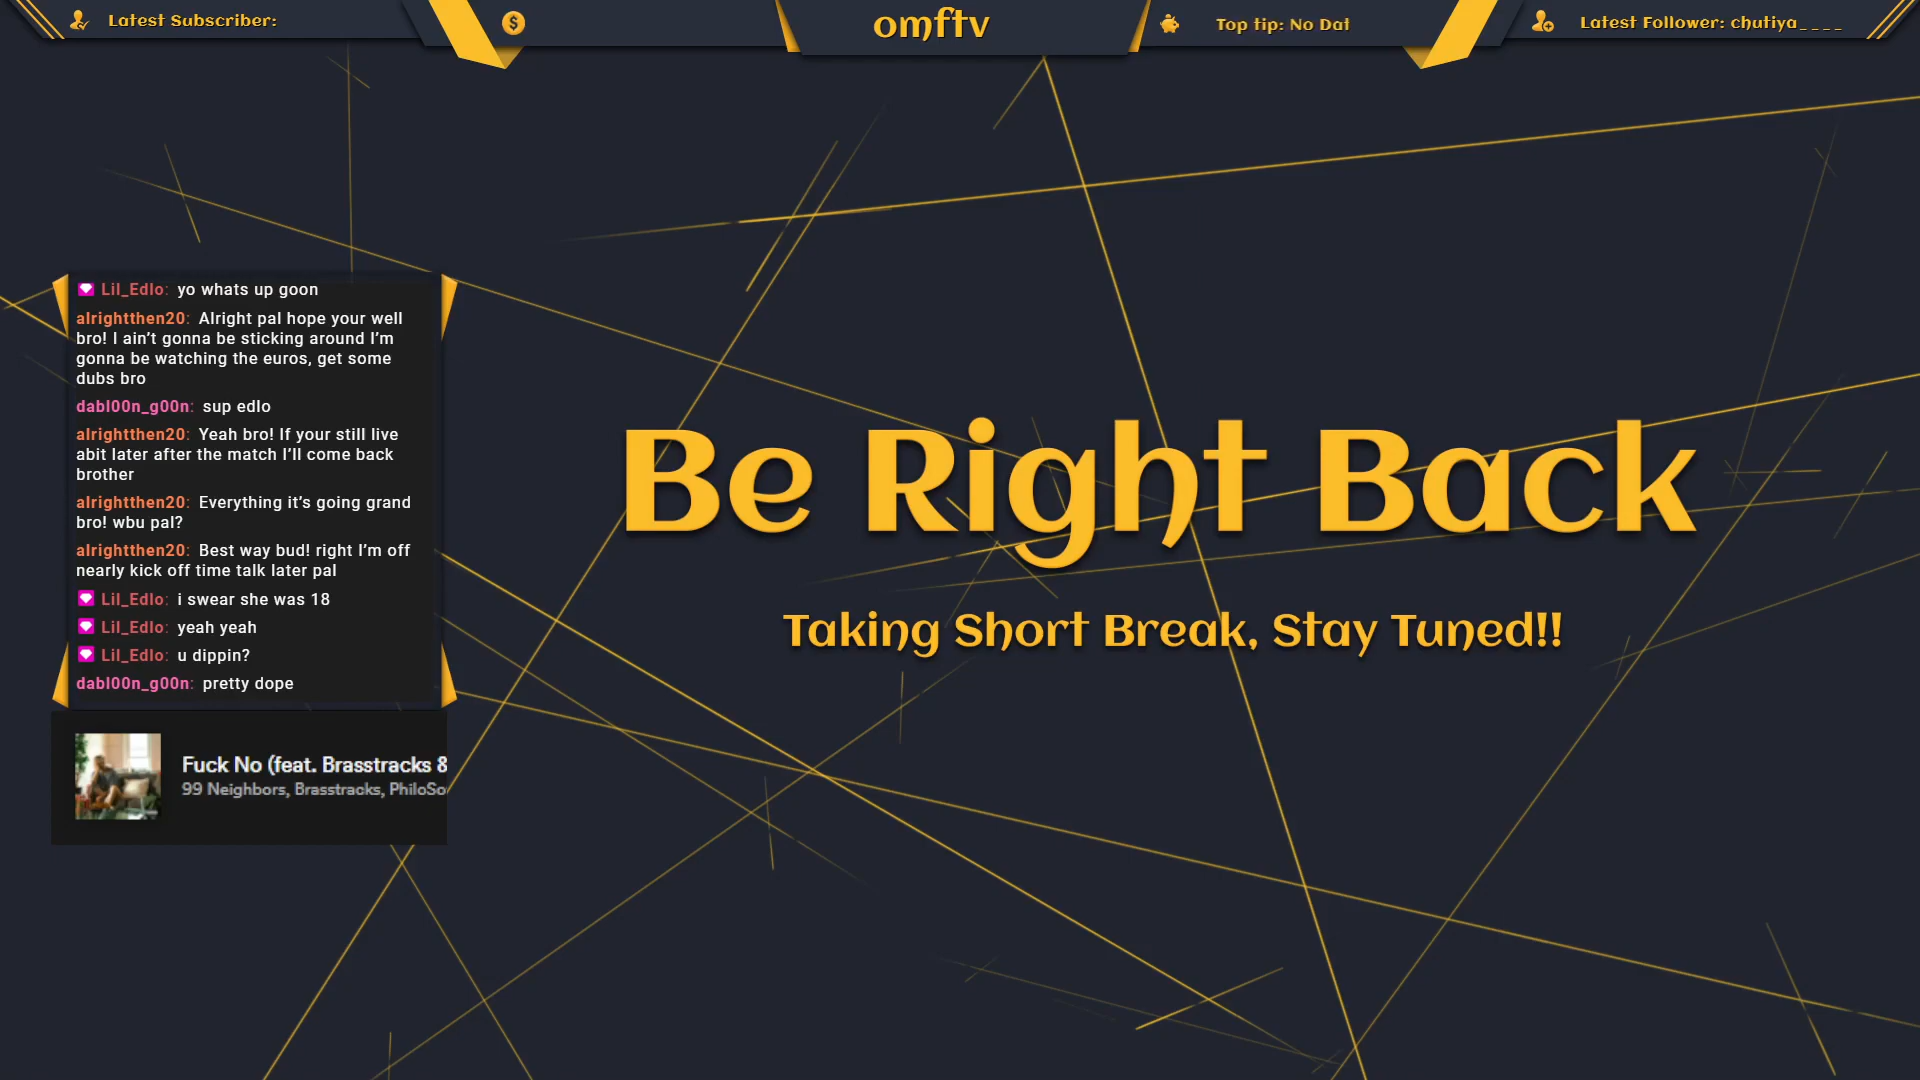 Latest Subscriber:
omftv
Top tip: No Dat
Latest Follower: chutiya____
Lil_Edlo: yo whats up goon
alrightthen20: Alright pal hope your well
bro! I ain’t gonna be sticking around I’m
gonna be watching the euros, get some
dubs bro
dabl00n_g00n: sup edlo
alrightthen20: Yeah bro! If your still live
abit later after the match I’ll come back
brother
alrightthen20: Everything it’s going grand
bro! wbu pal?
alrightthen20: Best way bud! right I’m off
nearly kick off time talk later pal
Lil_Edlo: i swear she was 18
Lil_Edlo: yeah yeah
Lil_Edlo: u dippin?
dabl00n_g00n: pretty dope
Fuck No (feat. Brasstracks &
99 Neighbors, Brasstracks, PhiloSo
Be Right Back
Taking Short Break, Stay Tuned!!